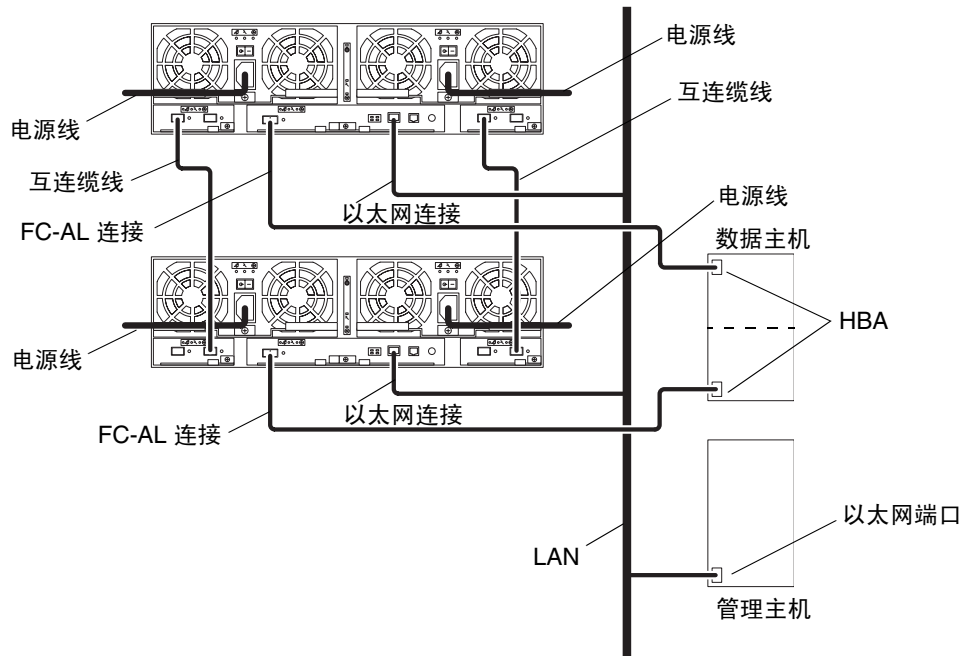 电源线
互连缆线
电源线
互连缆线
以太网连接
FC-AL 连接
电源线
数据主机
HBA
电源线
以太网连接
FC-AL 连接
以太网端口
LAN
管理主机